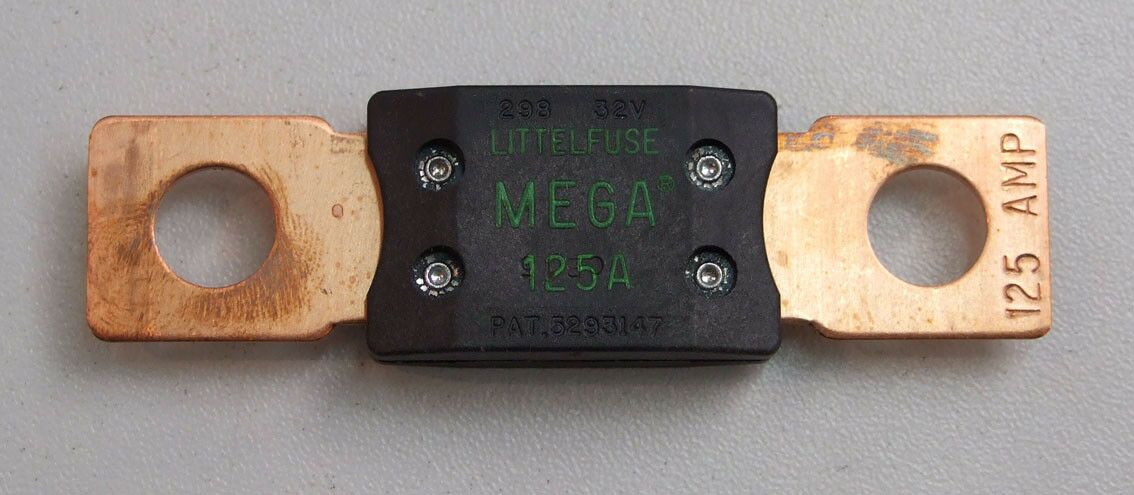 298 32V
LITTELFUSE
MEGA®
125A
PAT.5293147
125 AMP